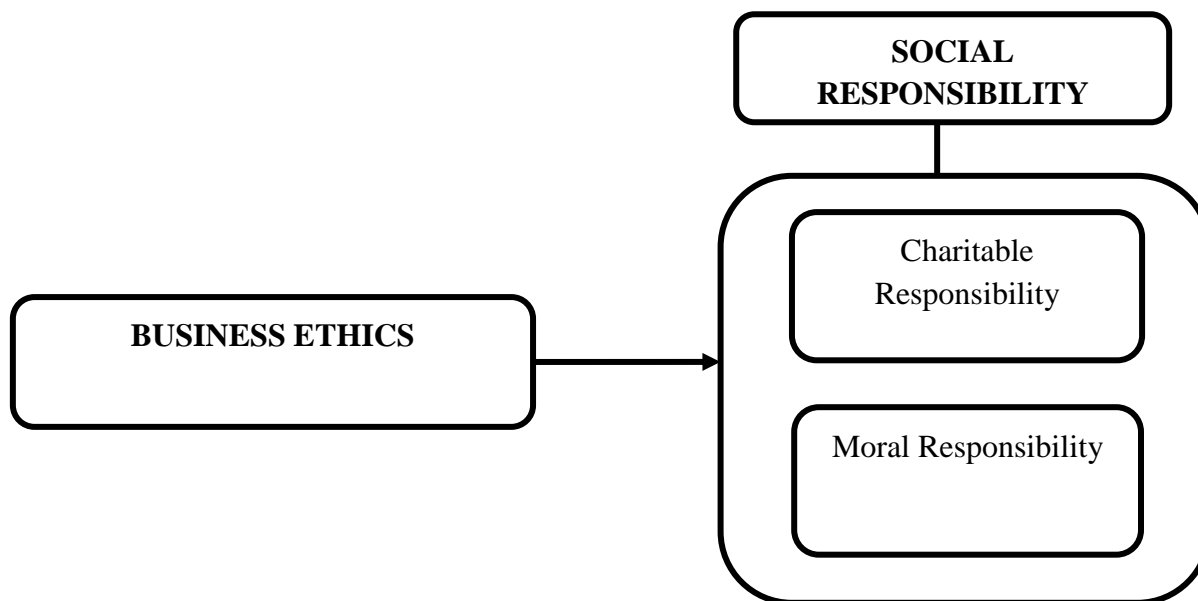 SOCIAL
RESPONSIBILITY
Charitable
Responsibility
BUSINESS ETHICS
Moral Responsibility